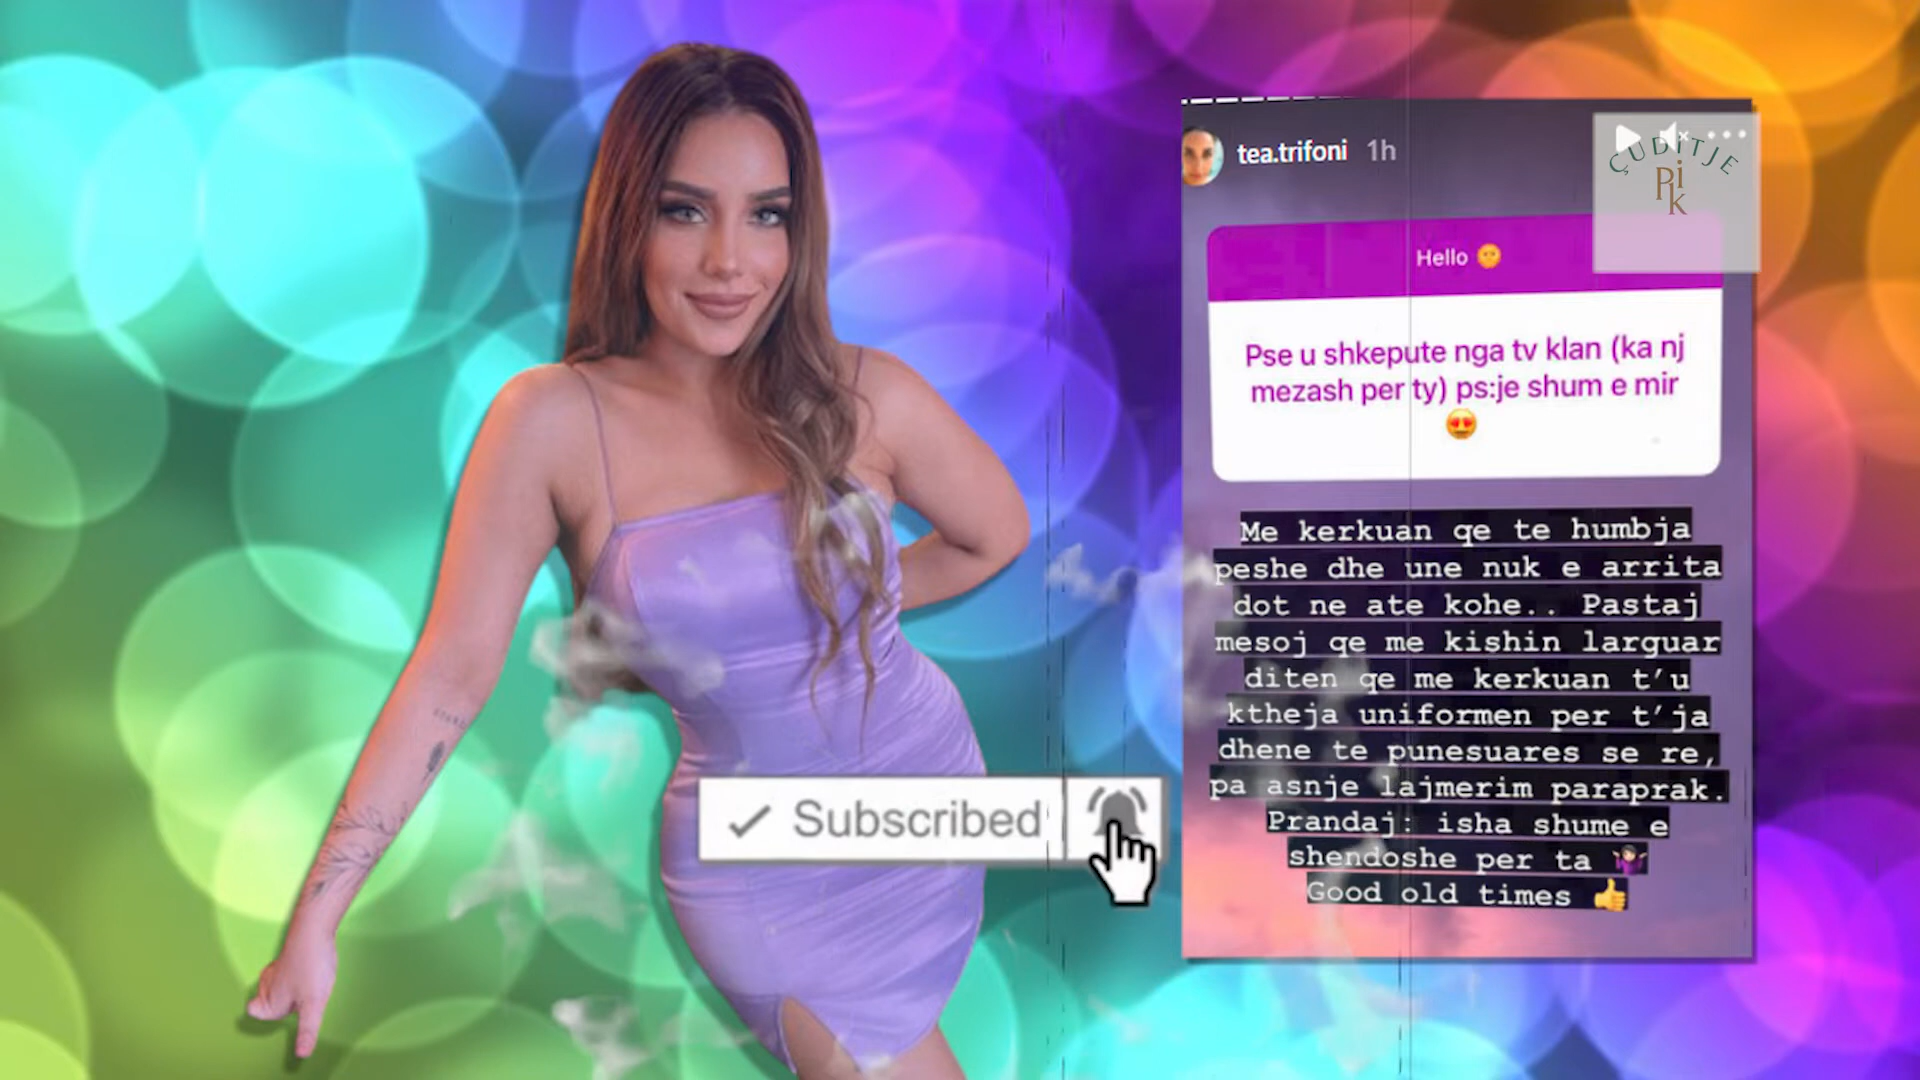 tea.trifoni 1h
ÇUDITJE
Pik
Hello 🌞
Pse u shkepute nga tv klan (ka nj
mezash per ty) ps:je shum e mir
😍
Me kerkuan qe te humbja
peshe dhe une nuk e arrita
dot ne ate kohe.. Pastaj
mesoj qe me kishin larguar
diten qe me kerkuan t’u
ktheja uniformen per t’ja
dhene te punesuares se re,
pa asnje lajmerim paraprak.
Prandaj: isha shume e
shendoshe per ta 🤷🏻‍♀️
Good old times 👍
Subscribed